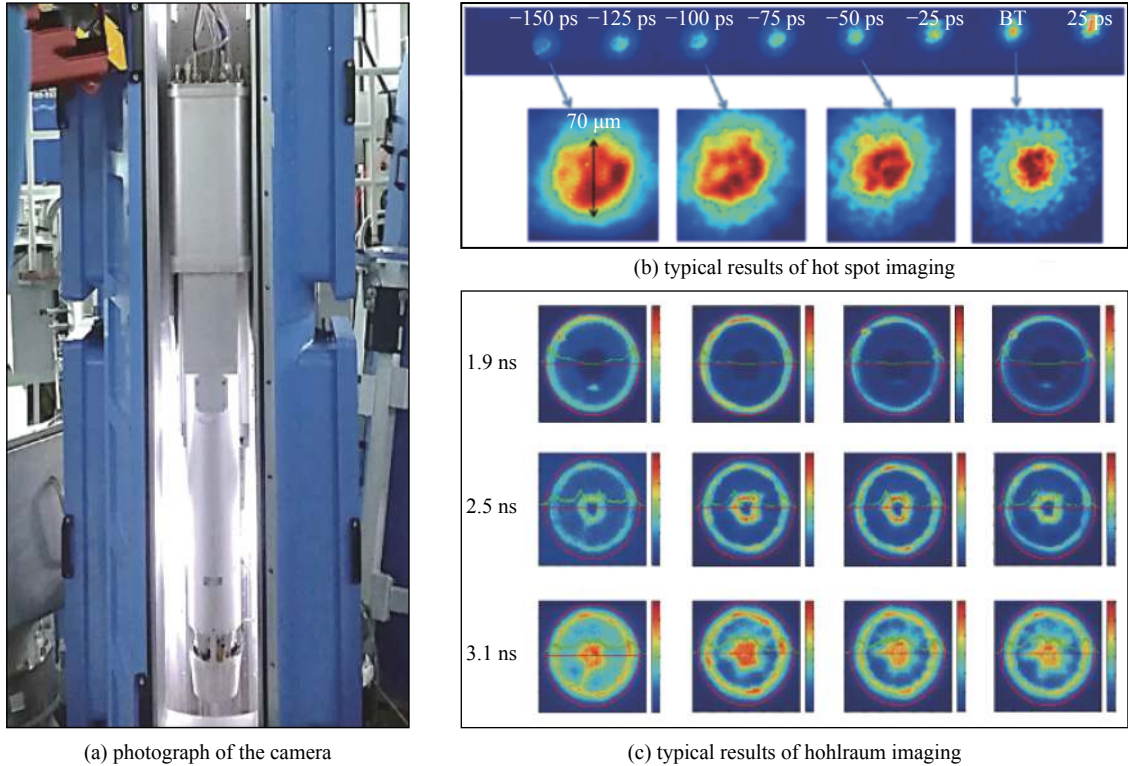 −150 ps −125 ps −100 ps −75 ps −50 ps −25 ps BT 25 ps
70 μm
(b) typical results of hot spot imaging
1.9 ns
2.5 ns
3.1 ns
(a) photograph of the camera
(c) typical results of hohlraum imaging